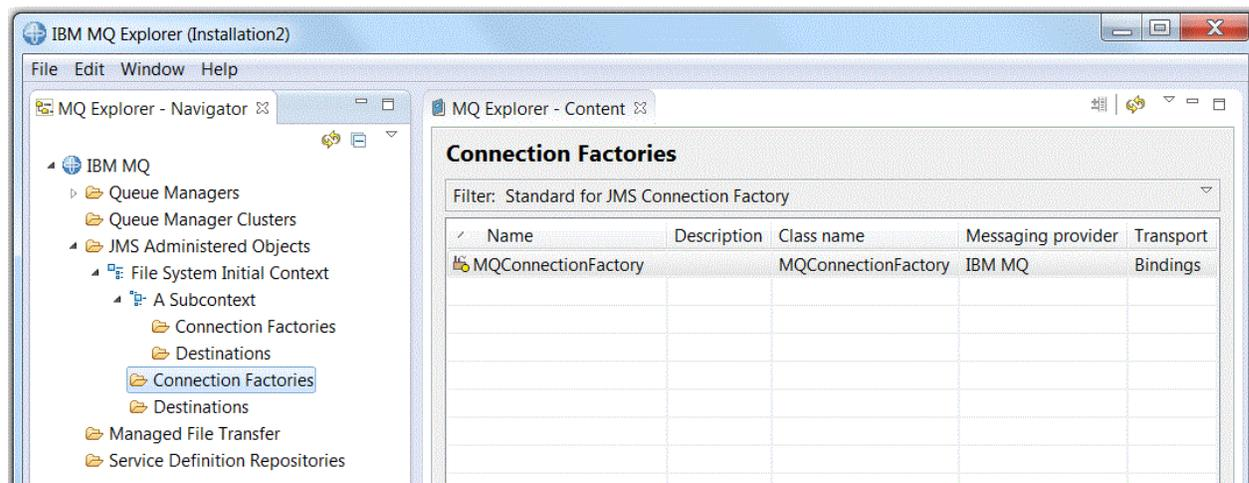 IBM MQ Explorer (Installation2)
File Edit Window Help
MQ Explorer - Navigator
IBM MQ
Queue Managers
Queue Manager Clusters
JMS Administered Objects
File System Initial Context
A Subcontext
Connection Factories
Destinations
Connection Factories
Destinations
Managed File Transfer
Service Definition Repositories
MQ Explorer - Content
Connection Factories
Filter: Standard for JMS Connection Factory
Name Description Class name Messaging provider Transport
MQConnectionFactory MQConnectionFactory IBM MQ Bindings